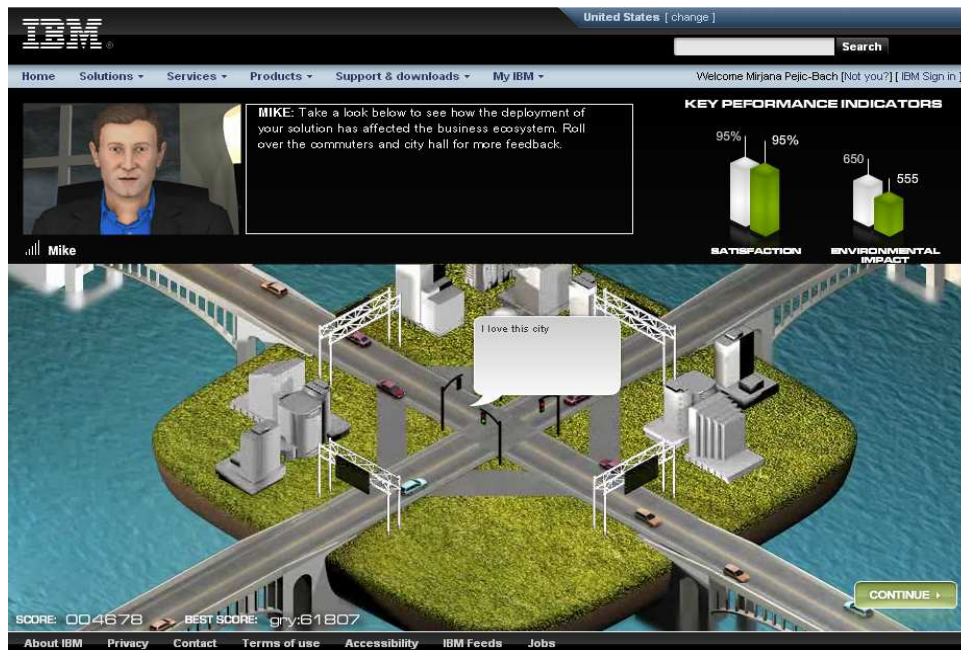 United States [ change ]
IBM®
Search
Home Solutions Services Products Support & downloads My IBM Welcome Mirjana Pejic-Bach [Not you?] [ IBM Sign in ]
MIKE: Take a look below to see how the deployment of
your solution has affected the business ecosystem. Roll
over the commuters and city hall for more feedback.
KEY PEFORMANCE INDICATORS
95% 95%
650
555
SATISFACTION
ENVIRONMENTAL
IMPACT
Mike
I love this city
CONTINUE
SCORE: 004678 BEST SCORE: gry:61807
About IBM Privacy Contact Terms of use Accessibility IBM Feeds Jobs